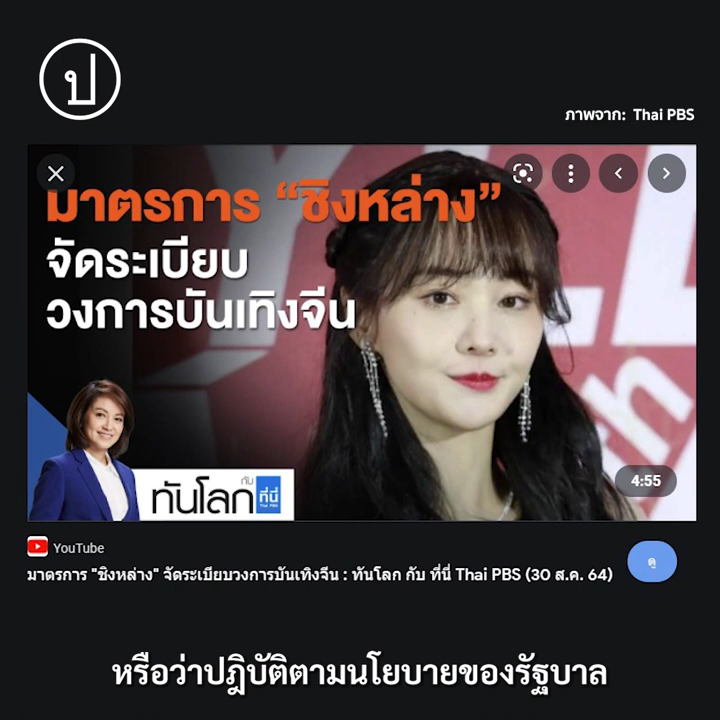 ป
ภาพจาก: Thai PBS
มาตรการ “ชิงหล่าง”
จัดระเบียบ
วงการบันเทิงจีน
ทันโลก กับ ที่นี่ Thai PBS
4:55
YouTube
มาตรการ "ชิงหล่าง" จัดระเบียบวงการบันเทิงจีน : ทันโลก กับ ที่นี่ Thai PBS (30 ส.ค. 64)
ดู
หรือว่าปฎิบัติตามนโยบายของรัฐบาล